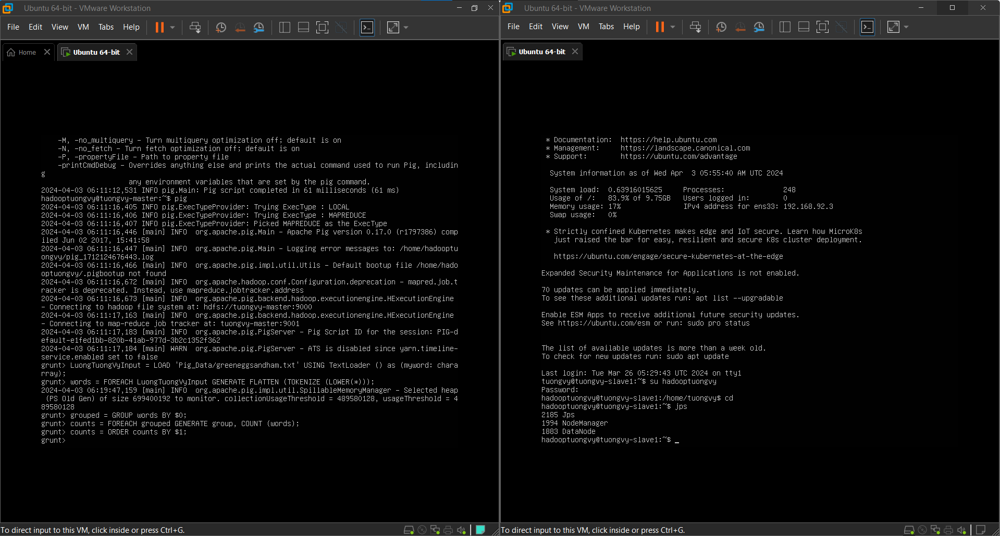 Ubuntu 64-bit - VMware Workstation
File Edit View VM Tabs Help
Home
Ubuntu 64-bit
    -M, -no_multiquery - Turn multiquery optimization off; default is on
    -N, -no_fetch - Turn fetch optimization off; default is on
    -P, -propertyFile - Path to property file
    -printCmdDebug - Overrides anything else and prints the actual command used to run Pig, includin
g
                     any environment variables that are set by the pig command.
2024-04-03 06:11:12,531 INFO pig.Main: Pig script completed in 61 milliseconds (61 ms)
hadooptuongvy@tuongvy-master:~$ pig
2024-04-03 06:11:16,405 INFO pig.ExecTypeProvider: Trying ExecType : LOCAL
2024-04-03 06:11:16,406 INFO pig.ExecTypeProvider: Trying ExecType : MAPREDUCE
2024-04-03 06:11:16,407 INFO pig.ExecTypeProvider: Picked MAPREDUCE as the ExecType
2024-04-03 06:11:16,446 [main] INFO  org.apache.pig.Main - Apache Pig version 0.17.0 (r1797386) comp
iled Jun 02 2017, 15:41:58
2024-04-03 06:11:16,447 [main] INFO  org.apache.pig.Main - Logging error messages to: /home/hadooptu
ongvy/pig_1712124676443.log
2024-04-03 06:11:16,466 [main] INFO  org.apache.pig.impl.util.Utils - Default bootup file /home/hado
optuongvy/.pigbootup not found
2024-04-03 06:11:16,672 [main] INFO  org.apache.hadoop.conf.Configuration.deprecation - mapred.job.t
racker is deprecated. Instead, use mapreduce.jobtracker.address
2024-04-03 06:11:16,673 [main] INFO  org.apache.pig.backend.hadoop.executionengine.HExecutionEngine
- Connecting to hadoop file system at: hdfs://tuongvy-master:9000
2024-04-03 06:11:17,163 [main] INFO  org.apache.pig.backend.hadoop.executionengine.HExecutionEngine
- Connecting to map-reduce job tracker at: tuongvy-master:9001
2024-04-03 06:11:17,183 [main] INFO  org.apache.pig.PigServer - Pig Script ID for the session: PIG-d
efault-e1fed1bb-820b-41ab-977d-3b2c1352f362
2024-04-03 06:11:17,184 [main] WARN  org.apache.pig.PigServer - ATS is disabled since yarn.timeline-
service.enabled set to false
grunt> LuongTuongVyInput = LOAD 'Pig_Data/greeneggsandham.txt' USING TextLoader () as (myword: chara
rray);
grunt> words = FOREACH LuongTuongVyInput GENERATE FLATTEN (TOKENIZE (LOWER(*)));
2024-04-03 06:19:47,159 [main] INFO  org.apache.pig.impl.util.SpillableMemoryManager - Selected heap
 (PS Old Gen) of size 699400192 to monitor. collectionUsageThreshold = 489580128, usageThreshold = 4
89580128
grunt> grouped = GROUP words BY $0;
grunt> counts = FOREACH grouped GENERATE group, COUNT (words);
grunt> counts = ORDER counts BY $1;
grunt>
To direct input to this VM, click inside or press Ctrl+G.
Ubuntu 64-bit - VMware Workstation
File Edit View VM Tabs Help
Ubuntu 64-bit
 * Documentation:  https://help.ubuntu.com
 * Management:     https://landscape.canonical.com
 * Support:        https://ubuntu.com/advantage
  System information as of Wed Apr  3 05:55:40 AM UTC 2024
  System load:  0.63916015625     Processes:              248
  Usage of /:   83.9% of 9.75GB   Users logged in:        0
  Memory usage: 17%               IPv4 address for ens33: 192.168.92.3
  Swap usage:   0%
 * Strictly confined Kubernetes makes edge and IoT secure. Learn how MicroK8s
   just raised the bar for easy, resilient and secure K8s cluster deployment.
   https://ubuntu.com/engage/secure-kubernetes-at-the-edge
Expanded Security Maintenance for Applications is not enabled.
70 updates can be applied immediately.
To see these additional updates run: apt list --upgradable
Enable ESM Apps to receive additional future security updates.
See https://ubuntu.com/esm or run: sudo pro status
The list of available updates is more than a week old.
To check for new updates run: sudo apt update
Last login: Tue Mar 26 05:29:43 UTC 2024 on tty1
tuongvy@tuongvy-slave1:~$ su hadooptuongvy
Password:
hadooptuongvy@tuongvy-slave1:/home/tuongvy$ cd
hadooptuongvy@tuongvy-slave1:~$ jps
2185 Jps
1994 NodeManager
1883 DataNode
hadooptuongvy@tuongvy-slave1:~$ _
To direct input to this VM, click inside or press Ctrl+G.